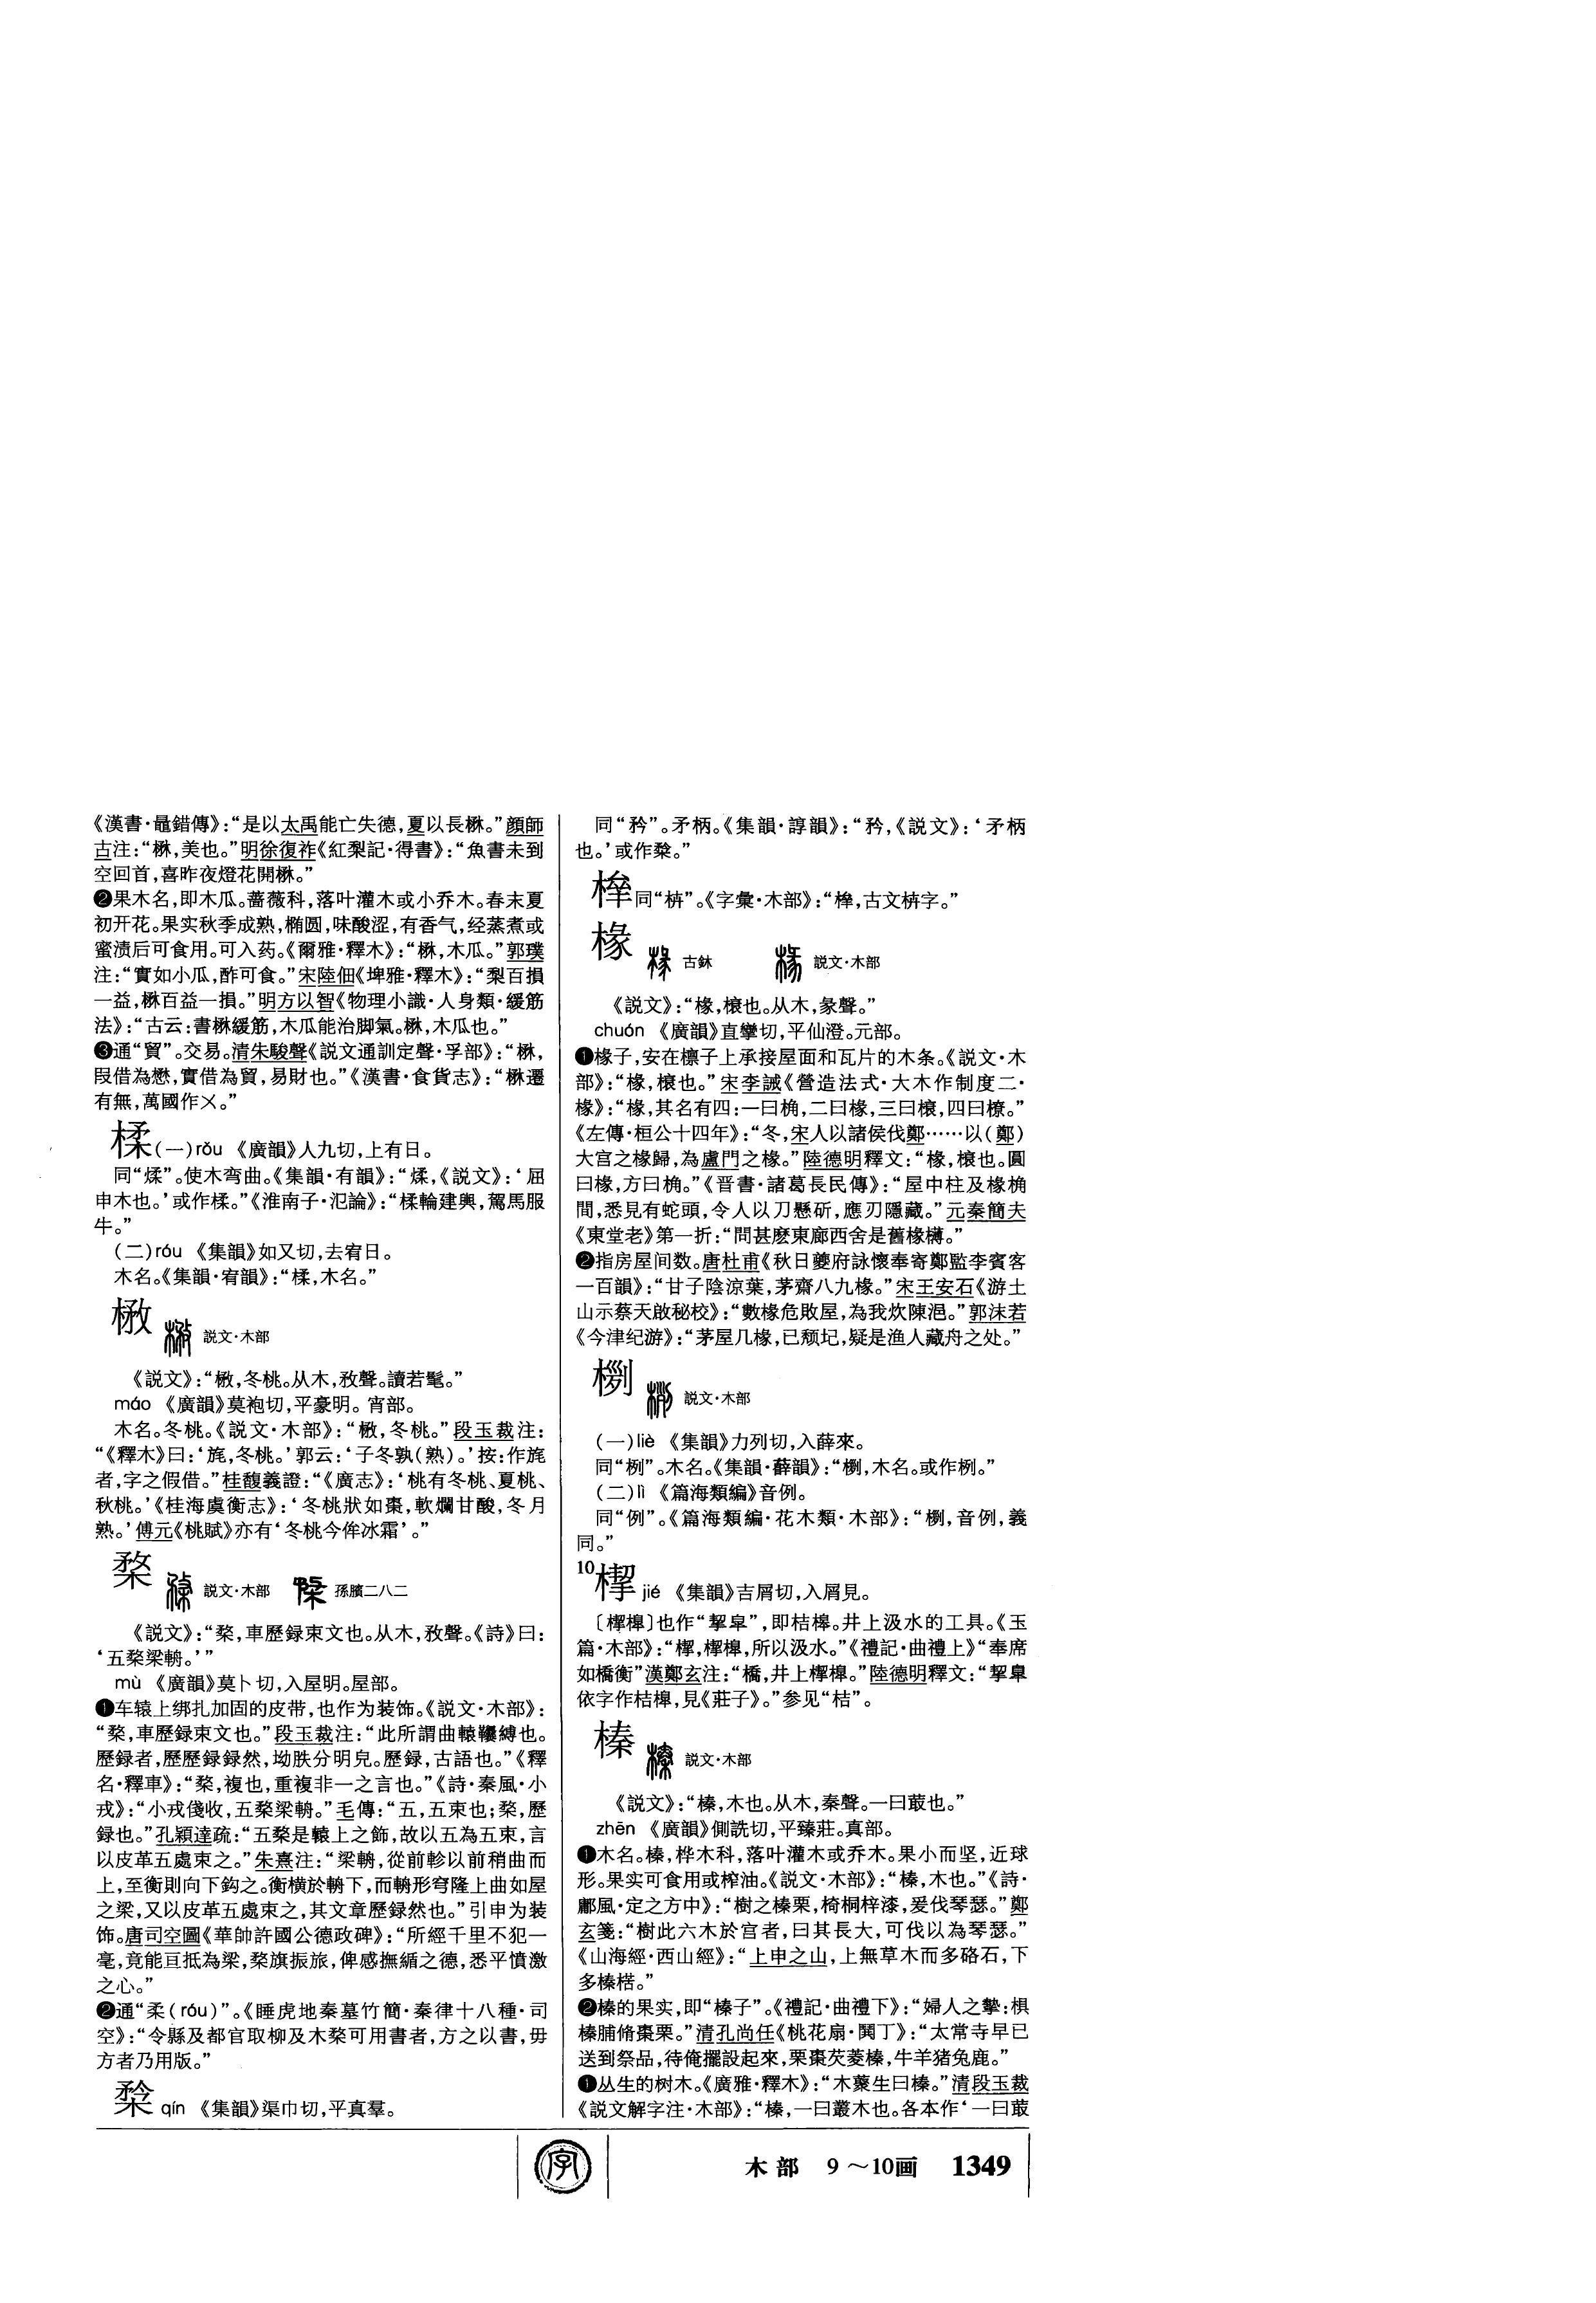 《漢書·鼂錯傳》：“是以太禹能亡失德，夏以長楙。”顔師
古注：“楙，美也。”明徐復祚《紅梨記·得書》：“魚書未到
空回首，喜昨夜燈花開楙。”
❷果木名，即木瓜。蔷薇科，落叶灌木或小乔木。春末夏
初开花。果实秋季成熟，椭圆，味酸涩，有香气，经蒸煮或
蜜渍后可食用。可入药。《爾雅·釋木》：“楙，木瓜。”郭璞
注：“實如小瓜，酢可食。”宋陸佃《埤雅·釋木》：“梨百損
一益，楙百益一損。”明方以智《物理小識·人身類·緩筋
法》：“古云：書楙緩筋，木瓜能治脚氣。楙，木瓜也。”
❸通“貿”。交易。清朱駿聲《説文通訓定聲·孚部》：“楙，
叚借為懋，實借為貿，易財也。”《漢書·食貨志》：“楙遷
有無，萬國作乂。”
楺(一)rǒu 《廣韻》人九切，上有日。
同“煣”。使木弯曲。《集韻·有韻》：“煣，《説文》：‘屈
申木也。’或作楺。”《淮南子·氾論》：“楺輪建輿，駕馬服
牛。”
(二)róu 《集韻》如又切，去宥日。
木名。《集韻·宥韻》：“楺，木名。”
楸 説文·木部
《説文》：“，冬桃。从木，敄聲。讀若髦。”
máo 《廣韻》莫袍切，平豪明。宵部。
木名。冬桃。《説文·木部》：“，冬桃。”段玉裁注：
“《釋木》曰：‘旄，冬桃。’郭云：‘子冬孰(熟)。’按：作旄
者，字之假借。”桂馥義證：“《廣志》：‘桃有冬桃、夏桃、
秋桃。’《桂海虞衡志》：‘冬桃狀如棗，軟爛甘酸，冬月
熟。’傅元《桃賦》亦有‘冬桃今侔冰霜’。”
楘 説文·木部 孫臏二八二
《説文》：“楘，車歷録束文也。从木，敄聲。《詩》曰：
‘五楘梁輈。’”
mù 《廣韻》莫卜切，入屋明。屋部。
❶车辕上绑扎加固的皮带，也作为装饰。《説文·木部》：
“楘，車歷録束文也。”段玉裁注：“此所謂曲轅䡺縛也。
歷録者，歷歷録録然，坳胅分明皃。歷録，古語也。”《釋
名·釋車》：“楘，複也，重複非一之言也。”《詩·秦風·小
戎》：“小戎俴收，五楘梁輈。”毛傳：“五，五束也；楘，歷
録也。”孔穎達疏：“五楘是轅上之飾，故以五為五束，言
以皮革五處束之。”朱熹注：“梁輈，從前軫以前稍曲而
上，至衡則向下鈎之。衡横於輈下，而輈形穹隆上曲如屋
之梁，又以皮革五處束之，其文章歷録然也。”引申为装
饰。唐司空圖《華帥許國公德政碑》：“所經千里不犯一
毫，竟能亘抵為梁，楘旗振旅，俾感撫循之德，悉平憤激
之心。”
❷通“柔(róu)”。《睡虎地秦墓竹簡·秦律十八種·司
空》：“令縣及都官取柳及木楘可用書者，方之以書，毋
方者乃用版。”
qín 《集韻》渠巾切，平真羣。
同“矜”。矛柄。《集韻·諄韻》：“矜，《説文》：‘矛柄
也。’或作。”
同“栟”。《字彙·木部》：“，古文栟字。”
椽 古鉥 説文·木部
《説文》：“椽，榱也。从木，彖聲。”
chuón 《廣韻》直攣切，平仙澄。元部。
❶椽子，安在檩子上承接屋面和瓦片的木条。《説文·木
部》：“椽，榱也。”宋李誡《營造法式·大木作制度二·
椽》：“椽，其名有四：一曰桷，二曰椽，三曰榱，四曰橑。”
《左傳·桓公十四年》：“冬，宋人以諸侯伐鄭……以(鄭)
大宫之椽歸，為盧門之椽。”陸德明釋文：“椽，榱也。圓
曰椽，方曰桷。”《晋書·諸葛長民傳》：“屋中柱及椽桷
間，悉見有蛇頭，令人以刀懸斫，應刃隱藏。”元秦簡夫
《東堂老》第一折：“問甚麽東廊西舍是舊椽欂。”
❷指房屋间数。唐杜甫《秋日夔府詠懷奉寄鄭監李賓客
一百韻》：“甘子陰涼葉，茅齋八九椽。”宋王安石《游土
山示蔡天啟秘校》：“數椽危敗屋，為我炊陳浥。”郭沫若
《今津纪游》：“茅屋几椽，已颓圮，疑是渔人藏舟之处。”
説文·木部
(一)liè 《集韻》力列切，入薛來。
同“栵”。木名。《集韻·薛韻》：“，木名。或作栵。”
(二)lì 《篇海類編》音例。
同“例”。《篇海類編·花木類·木部》：“，音例，義
同。”
10楔 jié 《集韻》吉屑切，入屑見。
〔槔〕也作“挈皐”，即桔槔。井上汲水的工具。《玉
篇·木部》：“，槔，所以汲水。”《禮記·曲禮上》“奉席
如橋衡”漢鄭玄注：“橋，井上槔。”陸德明釋文：“挈皐
依字作桔槔，見《莊子》。”参见“桔”。
榛 説文·木部
《説文》：“榛，木也。从木，秦聲。一曰菆也。”
zhēn 《廣韻》側詵切，平臻莊。真部。
❶木名。榛，桦木科，落叶灌木或乔木。果小而坚，近球
形。果实可食用或榨油。《説文·木部》：“榛，木也。”《詩·
鄘風·定之方中》：“樹之榛栗，椅桐梓漆，爰伐琴瑟。”鄭
玄箋：“樹此六木於宫者，曰其長大，可伐以為琴瑟。”
《山海經·西山經》：“上申之山，上無草木而多硌石，下
多榛楛。”
❷榛的果实，即“榛子”。《禮記·曲禮下》：“婦人之摯：椇
榛脯脩棗栗。”清孔尚任《桃花扇·鬨丁》：“太常寺早已
送到祭品，待俺擺設起來，栗棗芡菱榛，牛羊猪兔鹿。”
❶丛生的树木。《廣雅·釋木》：“木藂生曰榛。”清段玉裁
《説文解字注·木部》：“榛，一曰叢木也。各本作‘一曰菆
字 木部 9～10画 1349